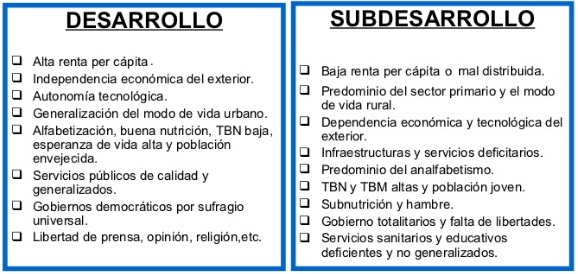 DESARROLLO
Alta renta per cápita.
Independencia económica del exterior.
Autonomía tecnológica.
Generalización del modo de vida urbano.
Alfabetización, buena nutrición, TBN baja,
esperanza de vida alta y población
envejecida.
Servicios públicos de calidad y
generalizados.
Gobiernos democráticos por sufragio
universal.
Libertad de prensa, opinión, religión,etc.
SUBDESARROLLO
Baja renta per cápita o mal distribuida.
Predominio del sector primario y el modo
de vida rural.
Dependencia económica y tecnológica del
exterior.
Infraestructuras y servicios deficitarios.
Predominio del analfabetismo.
TBN y TBM altas y población joven.
Subnutrición y hambre.
Gobierno totalitarios y falta de libertades.
Servicios sanitarios y educativos
deficientes y no generalizados.